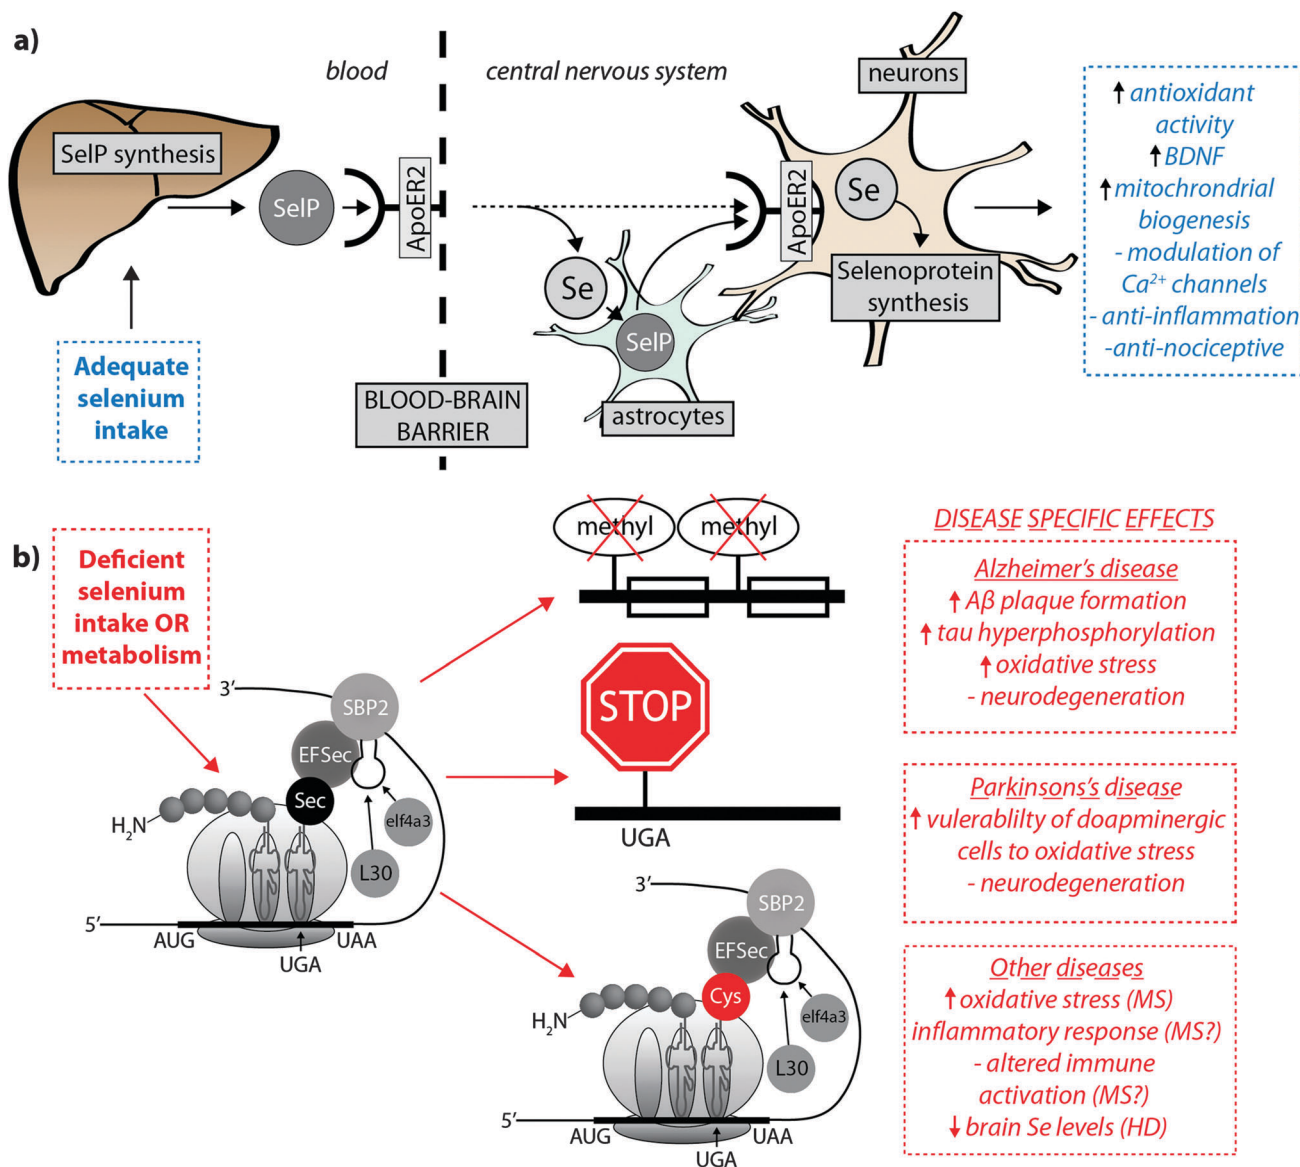 a)
blood
central nervous system
neurons
SelP synthesis
SelP
ApoER2
Se
SelP
astrocytes
ApoER2
Se
Selenoprotein
synthesis
BLOOD-BRAIN
BARRIER
Adequate
selenium
intake
↑ antioxidant
activity
↑ BDNF
↑ mitochrondrial
biogenesis
- modulation of
Ca²⁺ channels
- anti-inflammation
-anti-nociceptive
b)
Deficient
selenium
intake OR
metabolism
3’
SBP2
EFSec
Sec
elf4a3
L30
H₂N
5’
AUG
UGA
UAA
methyl
methyl
STOP
UGA
3’
SBP2
EFSec
Cys
elf4a3
L30
H₂N
5’
AUG
UGA
UAA
DISEASE SPECIFIC EFFECTS
Alzheimer’s disease
↑ Aβ plaque formation
↑ tau hyperphosphorylation
↑ oxidative stress
- neurodegeneration
Parkinsons’s disease
↑ vulerablilty of doapminergic
cells to oxidative stress
- neurodegeneration
Other diseases
↑ oxidative stress (MS)
inflammatory response (MS?)
- altered immune
activation (MS?)
↓ brain Se levels (HD)